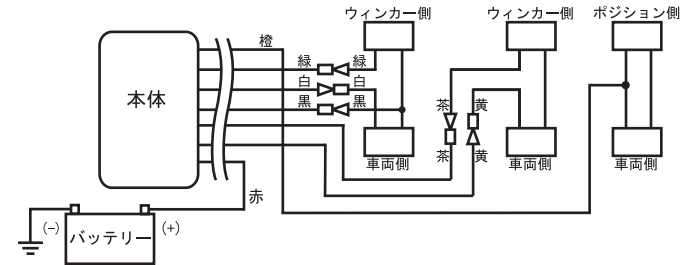 ウィンカー側
ウィンカー側
ポジション側
橙
緑
緑
白
白
黒
黒
本体
茶
黄
車両側
茶
黄
車両側
車両側
赤
(−)
(+)
バッテリー